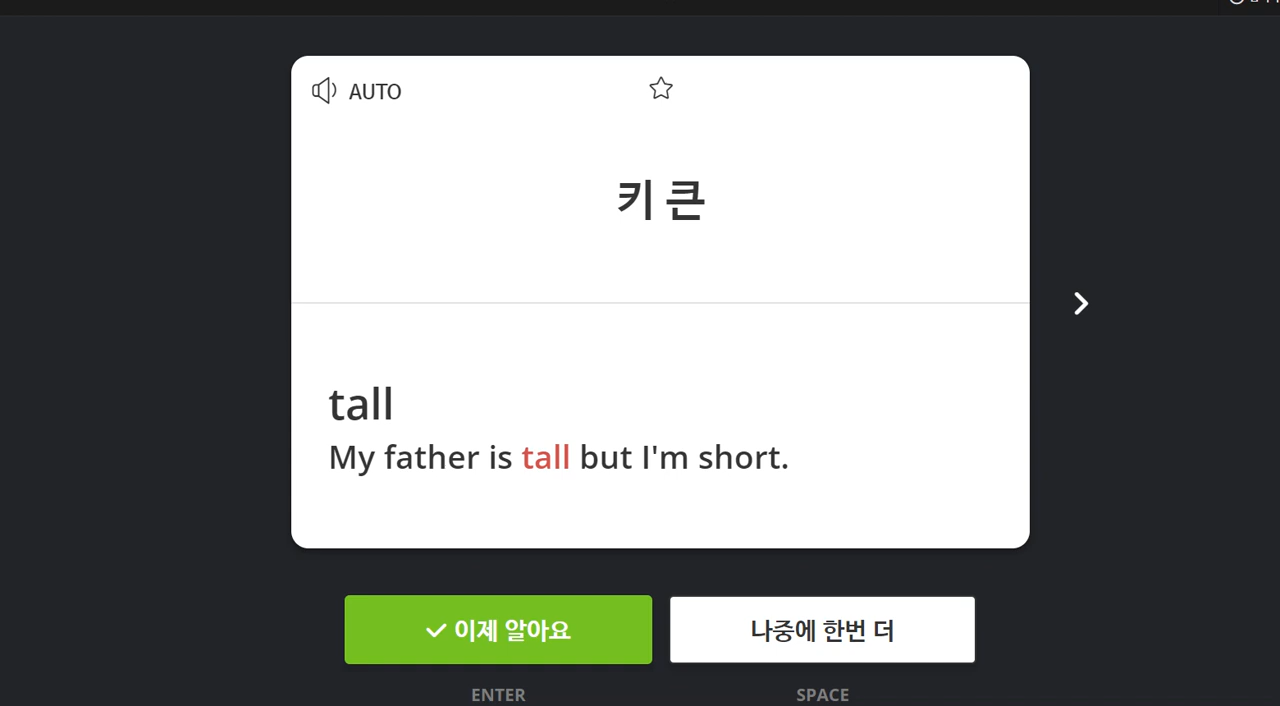 AUTO
키 큰
tall
My father is tall but I'm short.
이제 알아요
나중에 한번 더
ENTER
SPACE